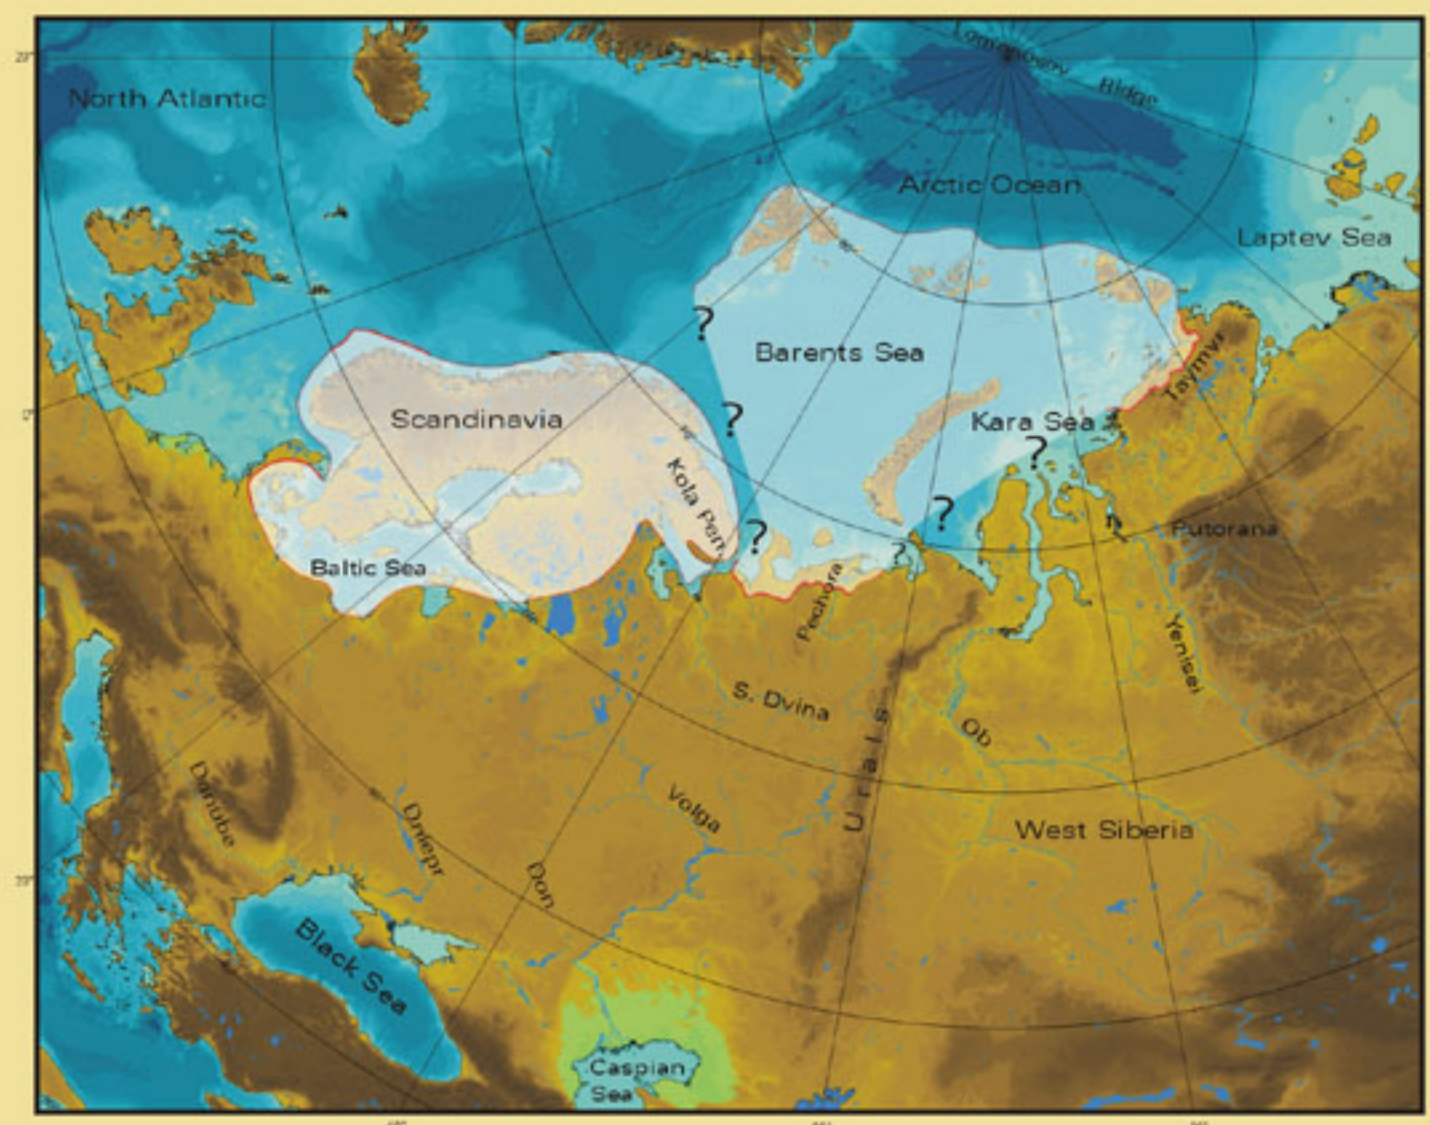 Lomonosov Ridge
North Atlantic
Arctic Ocean
Laptev Sea
?
Barents Sea
Taymyr
Scandinavia
?
Kara Sea
?
Kola Pen.
?
?
Putorana
?
Baltic Sea
Pechora
Yenisei
S. Dvina
Urals
Ob
Danube
Dnepr
Volga
West Siberia
Don
Black Sea
Caspian
Sea